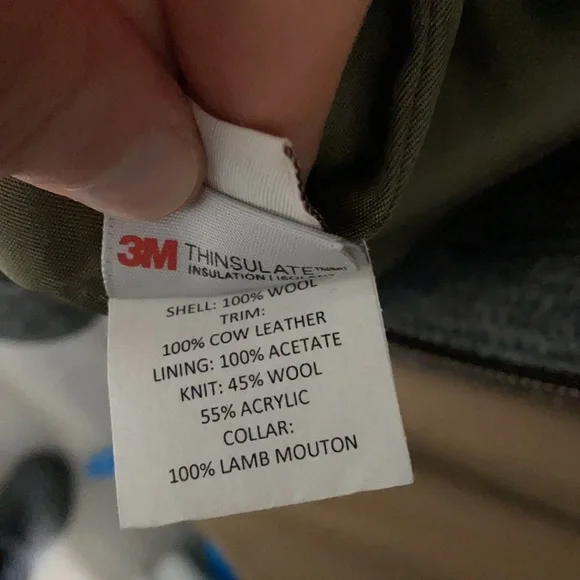 3M THINSULATE
INSULATION
SHELL: 100% WOOL
TRIM:
100% COW LEATHER
LINING: 100% ACETATE
KNIT: 45% WOOL
55% ACRYLIC
COLLAR:
100% LAMB MOUTON